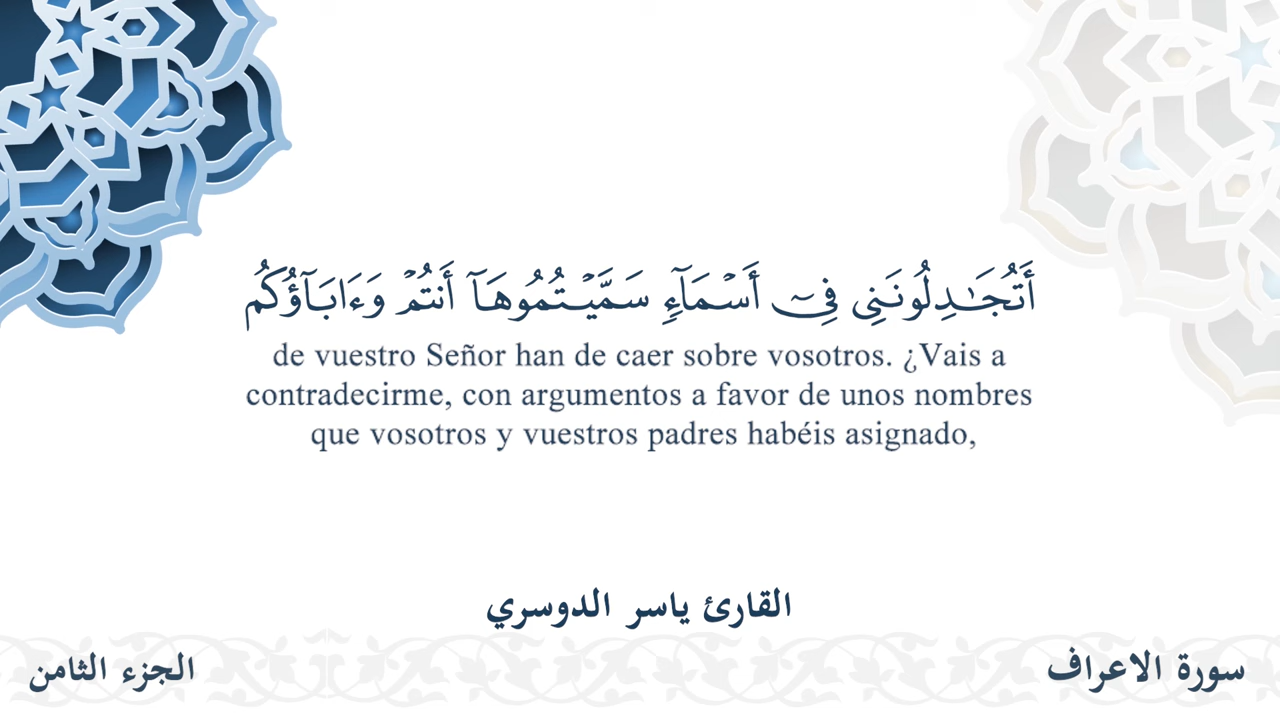 أَتُجَـٰدِلُونَنِى فِىٓ أَسْمَآءٍ سَمَّيْتُمُوهَآ أَنتُمْ وَءَابَآؤُكُم
de vuestro Señor han de caer sobre vosotros. ¿Vais a
contradecirme, con argumentos a favor de unos nombres
que vosotros y vuestros padres habéis asignado,
القارئ ياسر الدوسري
سورة الاعراف
الجزء الثامن